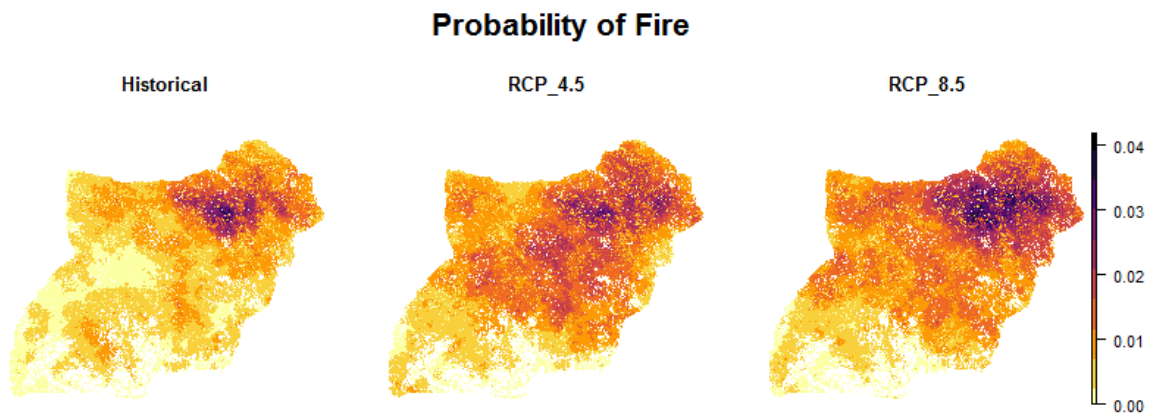 Probability of Fire
Historical
RCP_4.5
RCP_8.5
0.04
0.03
0.02
0.01
0.00